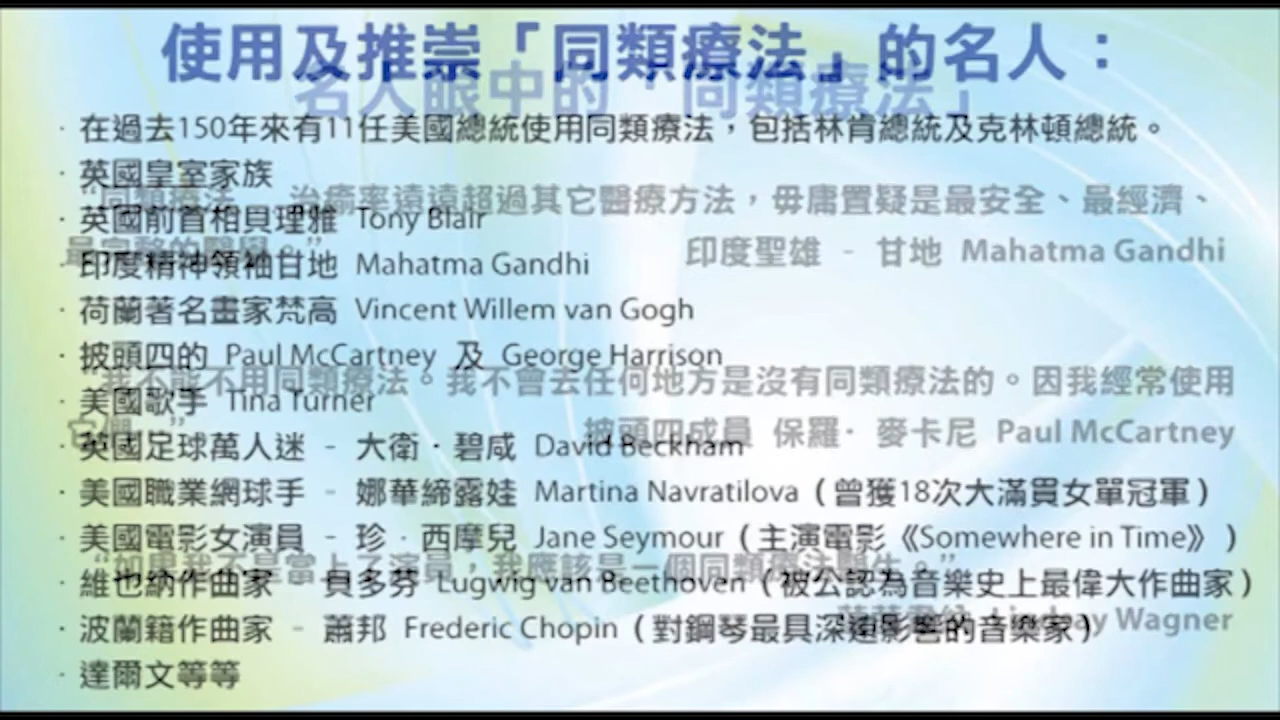 使用及推崇「同類療法」的名人：
名人眼中的「同類療法」
· 在過去150年來有11任美國總統使用同類療法，包括林肯總統及克林頓總統。
· 英國皇室家族
治癒率遠遠超過其它醫療方法，毋庸置疑是最安全、最經濟、
· 英國前首相貝理雅 Tony Blair
印度聖雄 - 甘地 Mahatma Gandhi
· 印度精神領袖甘地 Mahatma Gandhi
· 荷蘭著名畫家梵高 Vincent Willem van Gogh
· 披頭四的 Paul McCartney 及 George Harrison
我不能不用同類療法。我不會去任何地方是沒有同類療法的。因我經常使用
· 美國歌手 Tina Turner
披頭四成員 保羅· 麥卡尼 Paul McCartney
· 英國足球萬人迷 - 大衛 · 碧咸 David Beckham
· 美國職業網球手 - 娜華締露娃 Martina Navratilova（曾獲18次大滿貫女單冠軍）
· 美國電影女演員 - 珍 · 西摩兒 Jane Seymour（主演電影《Somewhere in Time》）
· 維也納作曲家 - 貝多芬 Lugwig van Beethoven（被公認為音樂史上最偉大作曲家）
Lindsay Wagner
· 波蘭籍作曲家 - 蕭邦 Frederic Chopin（對鋼琴最具深遠影響的音樂家）
· 達爾文等等